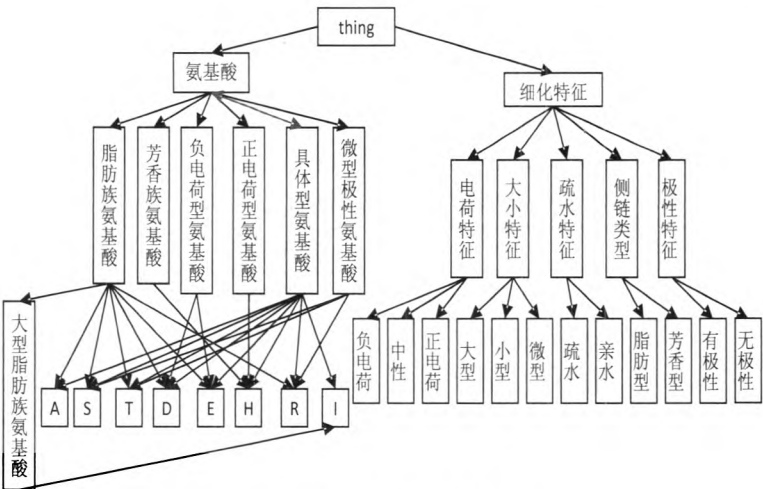 thing
氨基酸
细化特征
脂肪族氨基酸
芳香族氨基酸
负电荷型氨基酸
正电荷型氨基酸
具体型氨基酸
微型极性氨基酸
电荷特征
大小特征
疏水特征
侧链类型
极性特征
大型脂肪族氨基酸
A
S
T
D
E
H
R
I
负电荷
中性
正电荷
大型
小型
微型
疏水
亲水
脂肪型
芳香型
有极性
无极性